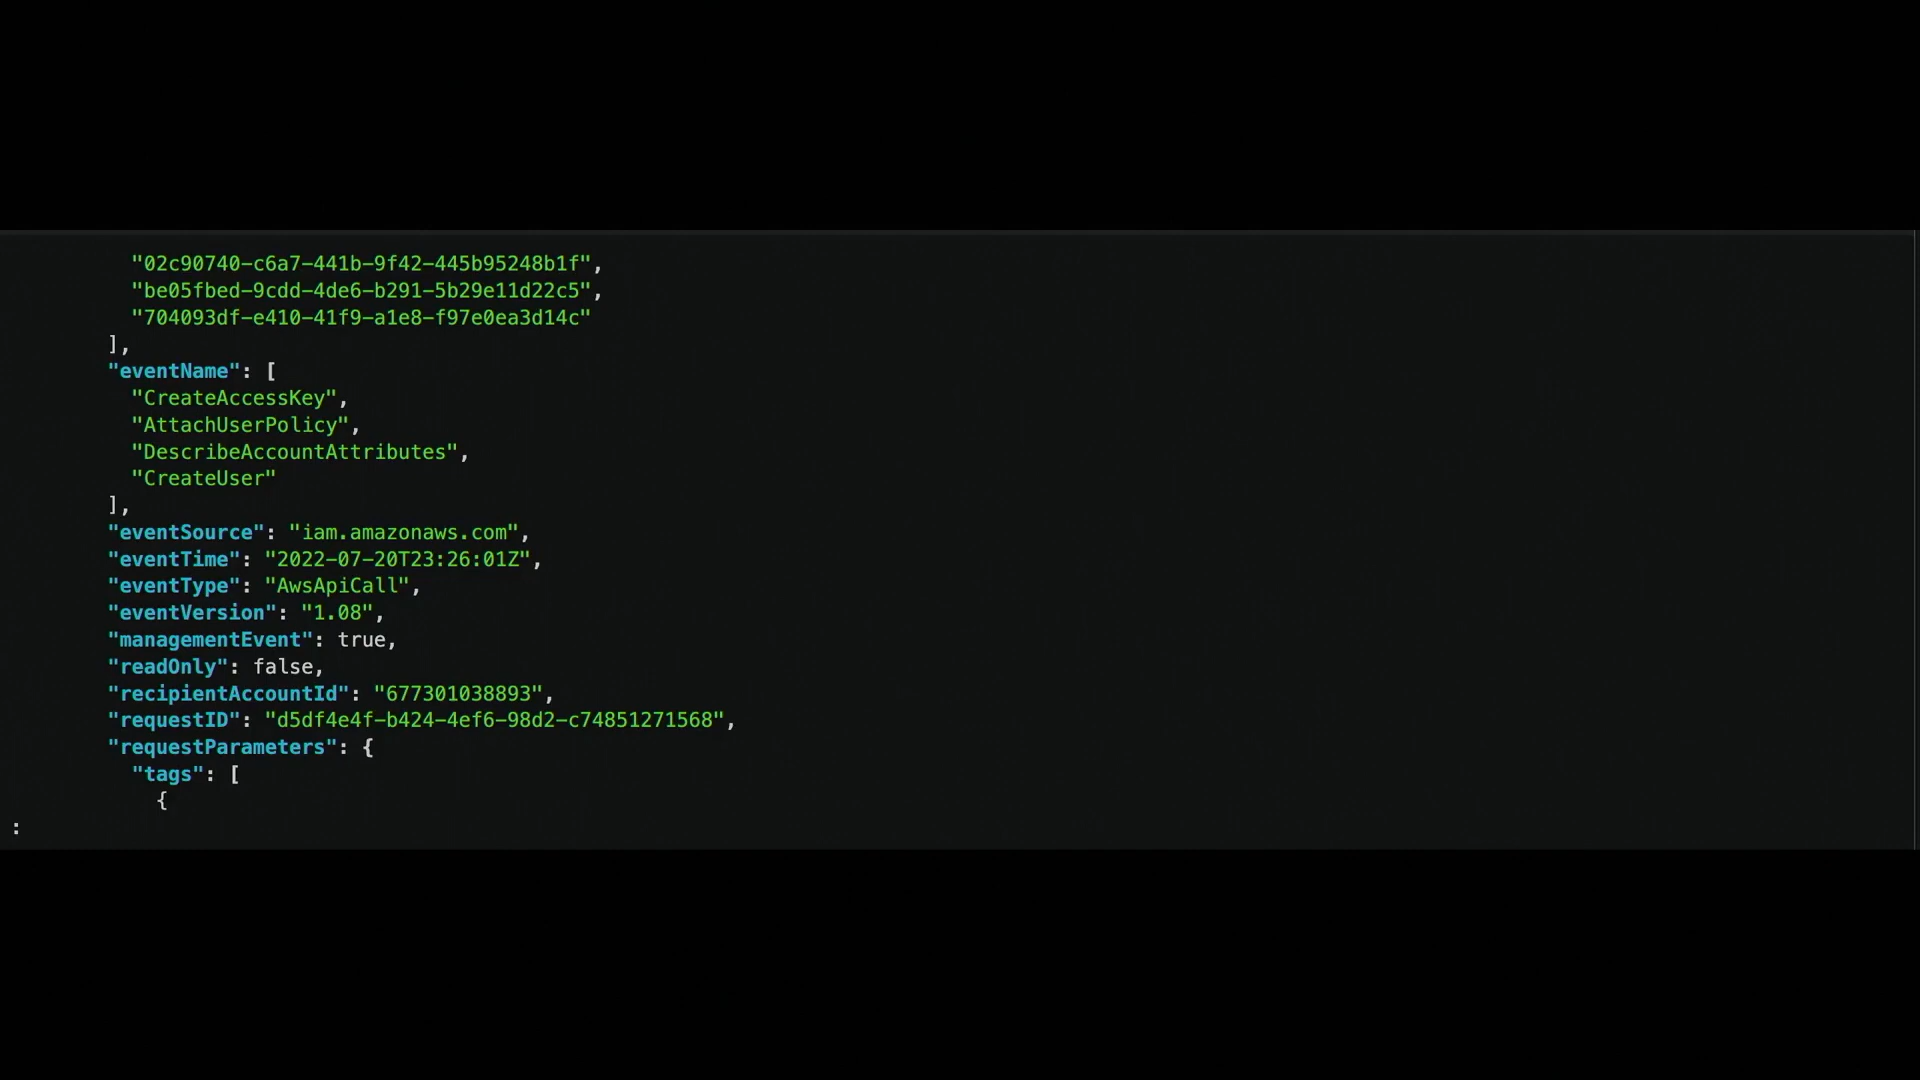 "02c90740-c6a7-441b-9f42-445b95248b1f",
"be05fbed-9cdd-4de6-b291-5b29e11d22c5",
"704093df-e410-41f9-a1e8-f97e0ea3d14c"
],
"eventName": [
"CreateAccessKey",
"AttachUserPolicy",
"DescribeAccountAttributes",
"CreateUser"
],
"eventSource": "iam.amazonaws.com",
"eventTime": "2022-07-20T23:26:01Z",
"eventType": "AwsApiCall",
"eventVersion": "1.08",
"managementEvent": true,
"readOnly": false,
"recipientAccountId": "677301038893",
"requestID": "d5df4e4f-b424-4ef6-98d2-c74851271568",
"requestParameters": {
"tags": [
{
: